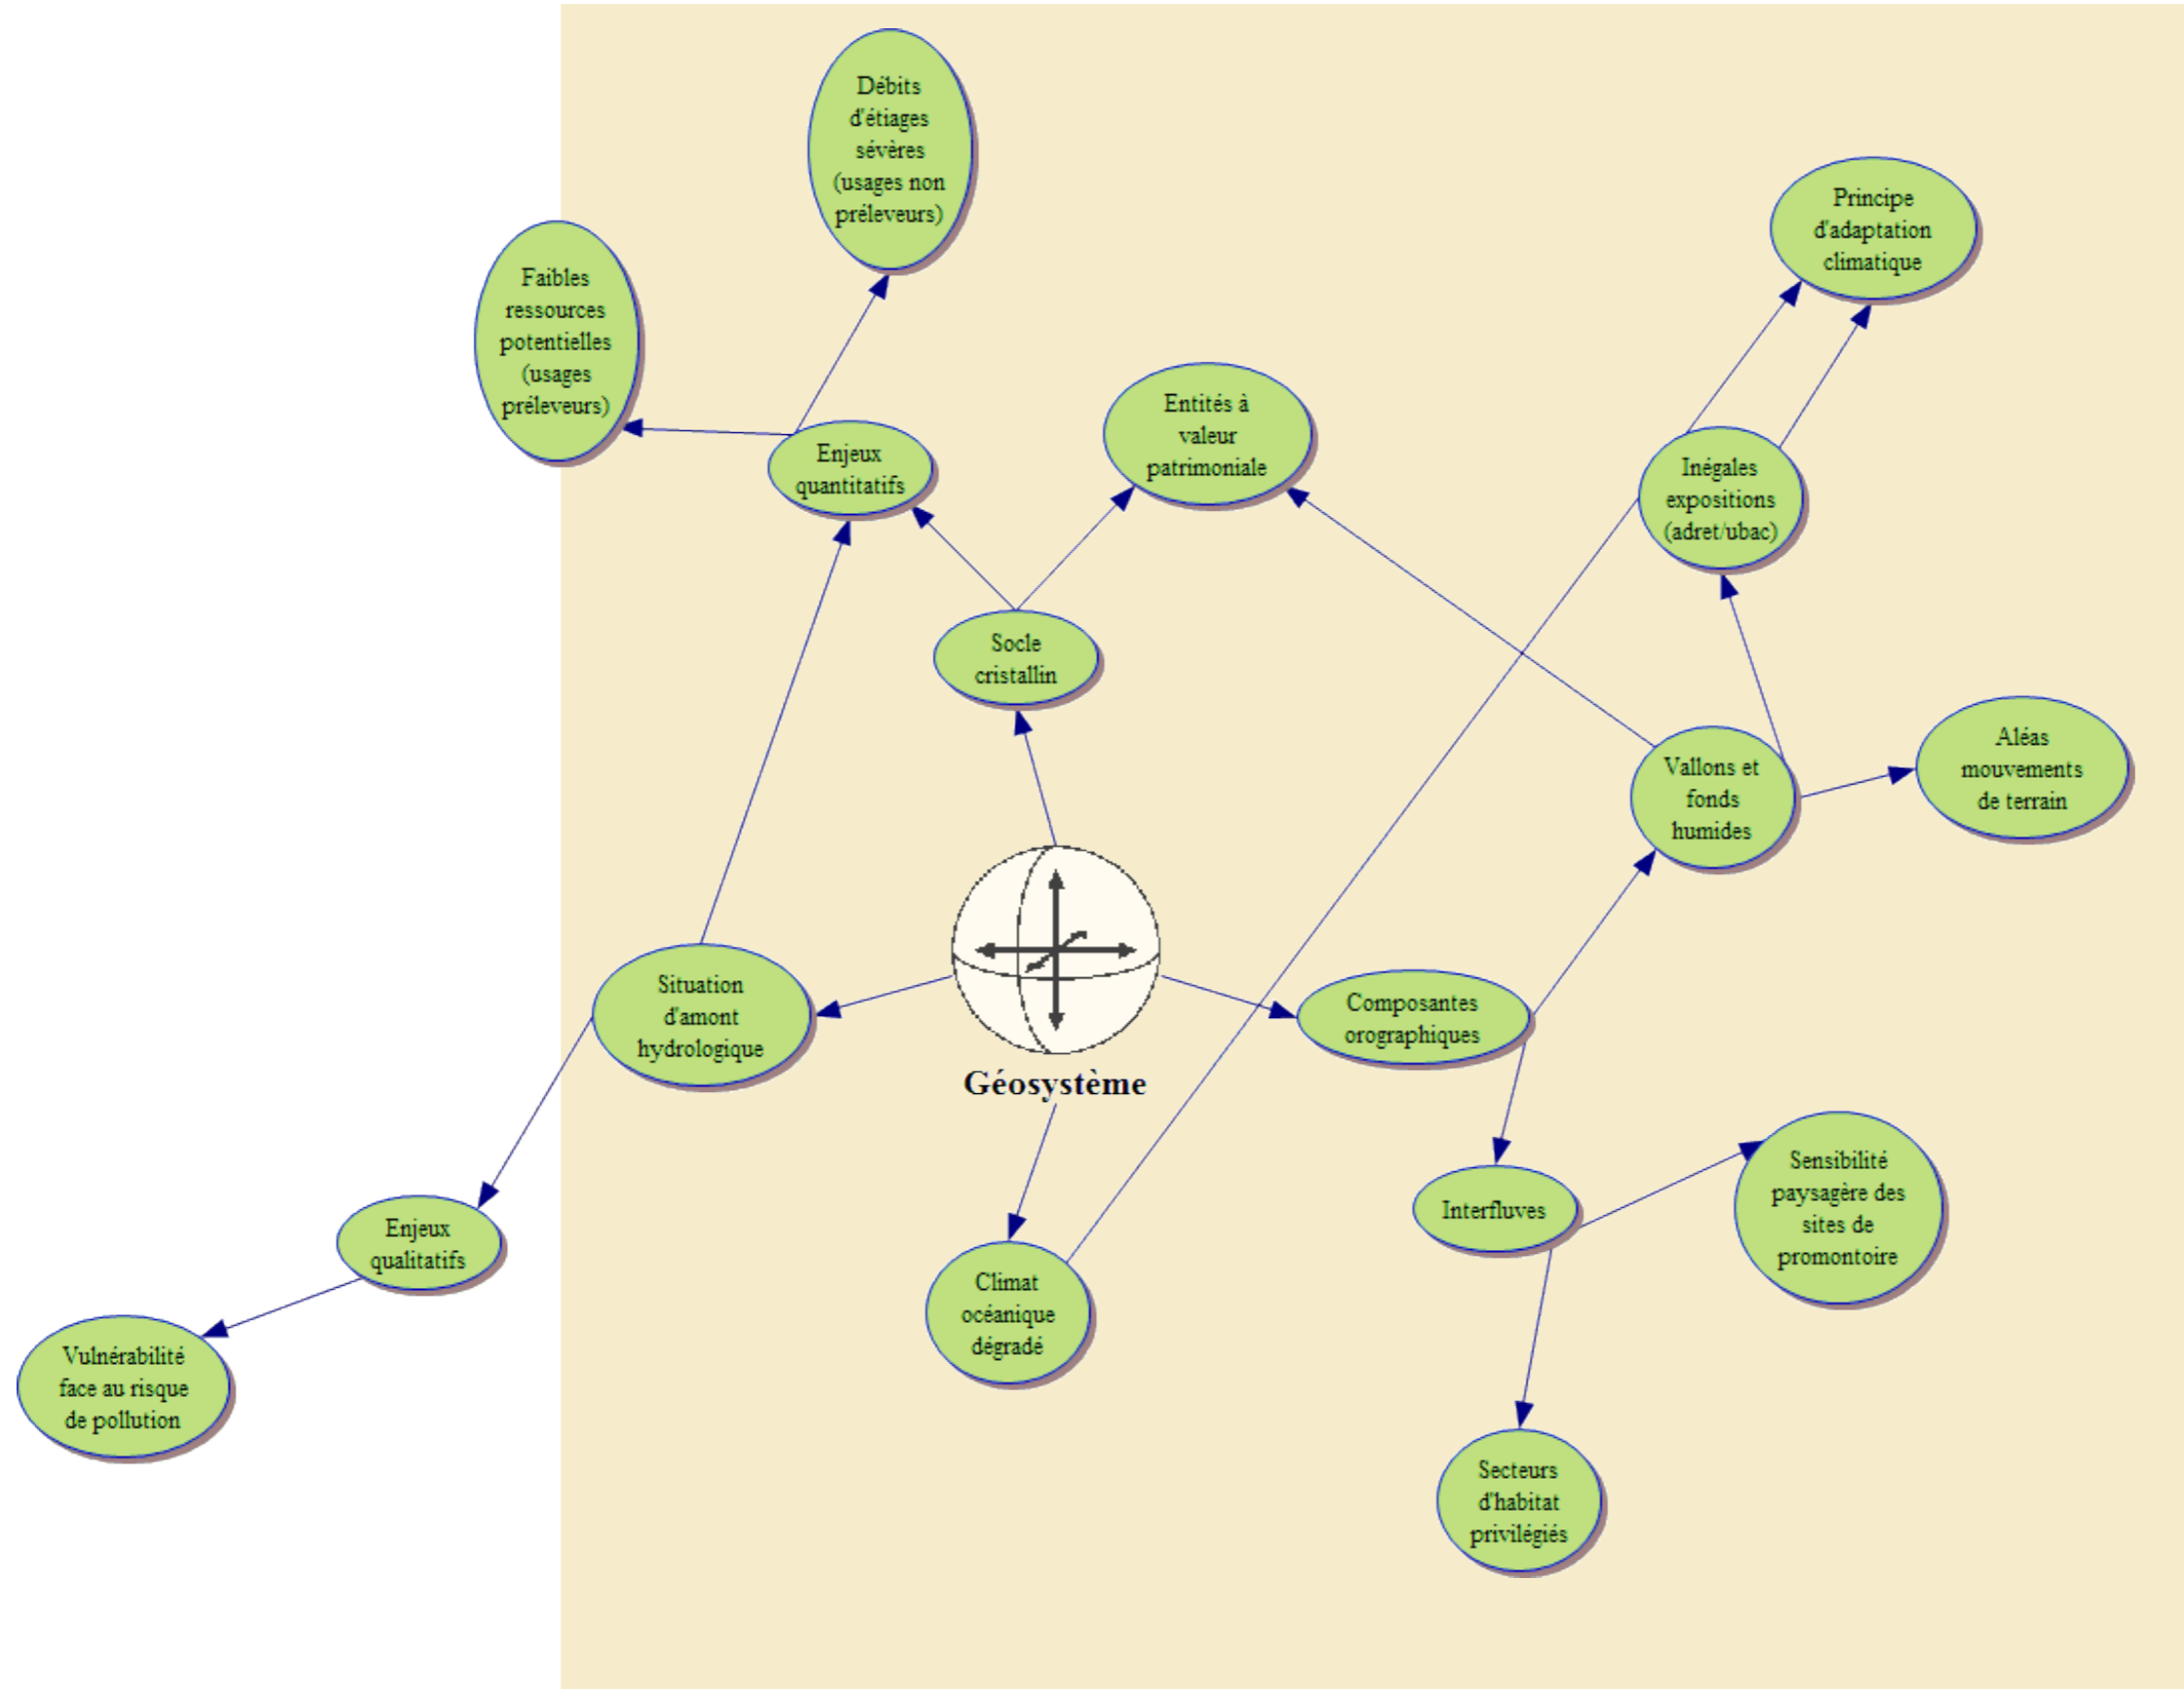 Débits
d'étiages
sévères
(usages non
préleveurs)
Principe
d'adaptation
climatique
Faibles
ressources
potentielles
(usages
préleveurs)
Entités à
valeur
patrimoniale
Enjeux
quantitatifs
Inégales
expositions
(adret/ubac)
Socle
cristallin
Vallons et
fonds
humides
Aléas
mouvements
de terrain
Situation
d'amont
hydrologique
Géosystème
Composantes
orographiques
Interfluves
Sensibilité
paysagère des
sites de
promontoire
Enjeux
qualitatifs
Climat
océanique
dégradé
Vulnérabilité
face au risque
de pollution
Secteurs
d'habitat
privilégiés